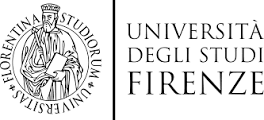 FLORENTINA STUDIORUM UNIVERSITAS
UNIVERSITÀ
DEGLI STUDI
FIRENZE